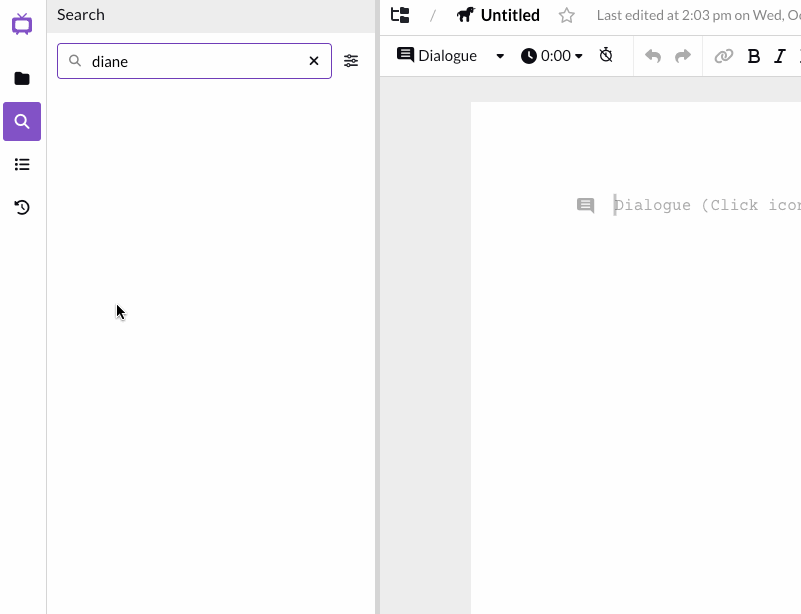 Search
diane
/ Untitled Last edited at 2:03 pm on Wed, Oc
Dialogue 0:00 B I
Dialogue (Click icon